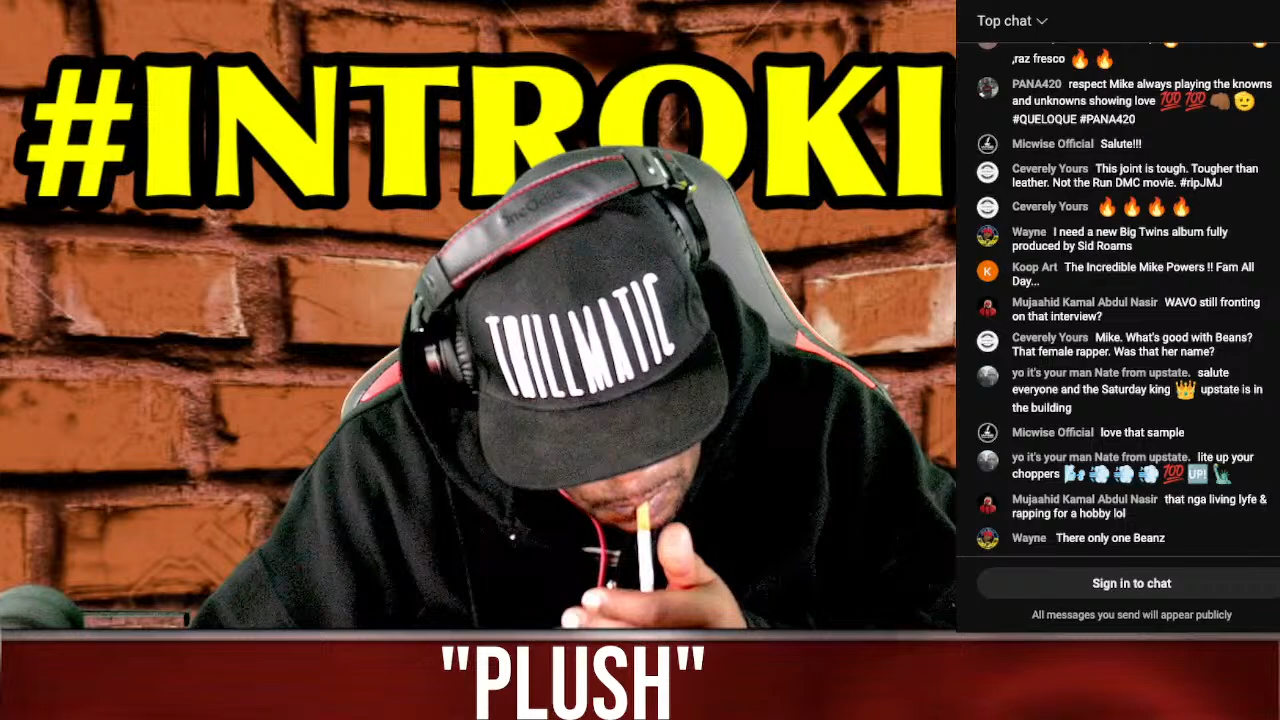 #INTROKI
TRILLMATIC
"PLUSH"
Top chat
,raz fresco 🔥🔥
PANA420 respect Mike always playing the knowns
and unknowns showing love 💯💯👊🏾🫡
#QUELOQUE #PANA420
Micwise Official Salute!!!
Ceverely Yours This joint is tough. Tougher than
leather. Not the Run DMC movie. #ripJMJ
Ceverely Yours 🔥🔥🔥🔥
Wayne I need a new Big Twins album fully
produced by Sid Roams
K
Koop Art The Incredible Mike Powers !! Fam All
Day...
Mujaahid Kamal Abdul Nasir WAVO still fronting
on that interview?
Ceverely Yours Mike. What's good with Beans?
That female rapper. Was that her name?
yo it's your man Nate from upstate. salute
everyone and the Saturday king 👑 upstate is in
the building
Micwise Official love that sample
yo it's your man Nate from upstate. lite up your
choppers 🌬️💨💨💨💯🆙🗽
Mujaahid Kamal Abdul Nasir that nga living lyfe &
rapping for a hobby lol
Wayne There only one Beanz
Sign in to chat
All messages you send will appear publicly